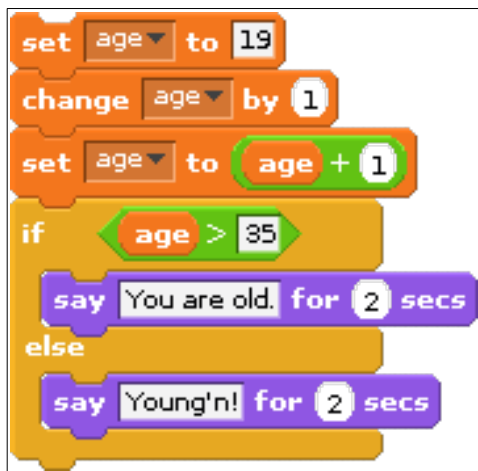 set age to 19
change age by 1
set age to age + 1
if age > 35
say You are old. for 2 secs
else
say Young'n! for 2 secs